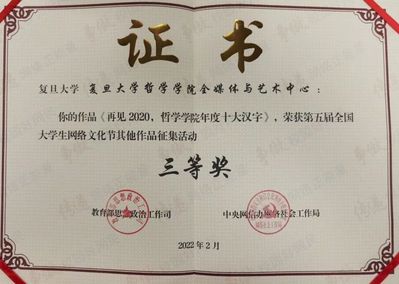 证书
复旦大学 复旦大学哲学学院全媒体与艺术中心：
你的作品《再见2020，哲学学院年度十大汉字》，荣获第五届全国
大学生网络文化节其他作品征集活动
三等奖
教育部思想政治工作司 中央网信办网络社会工作局
2022年2月